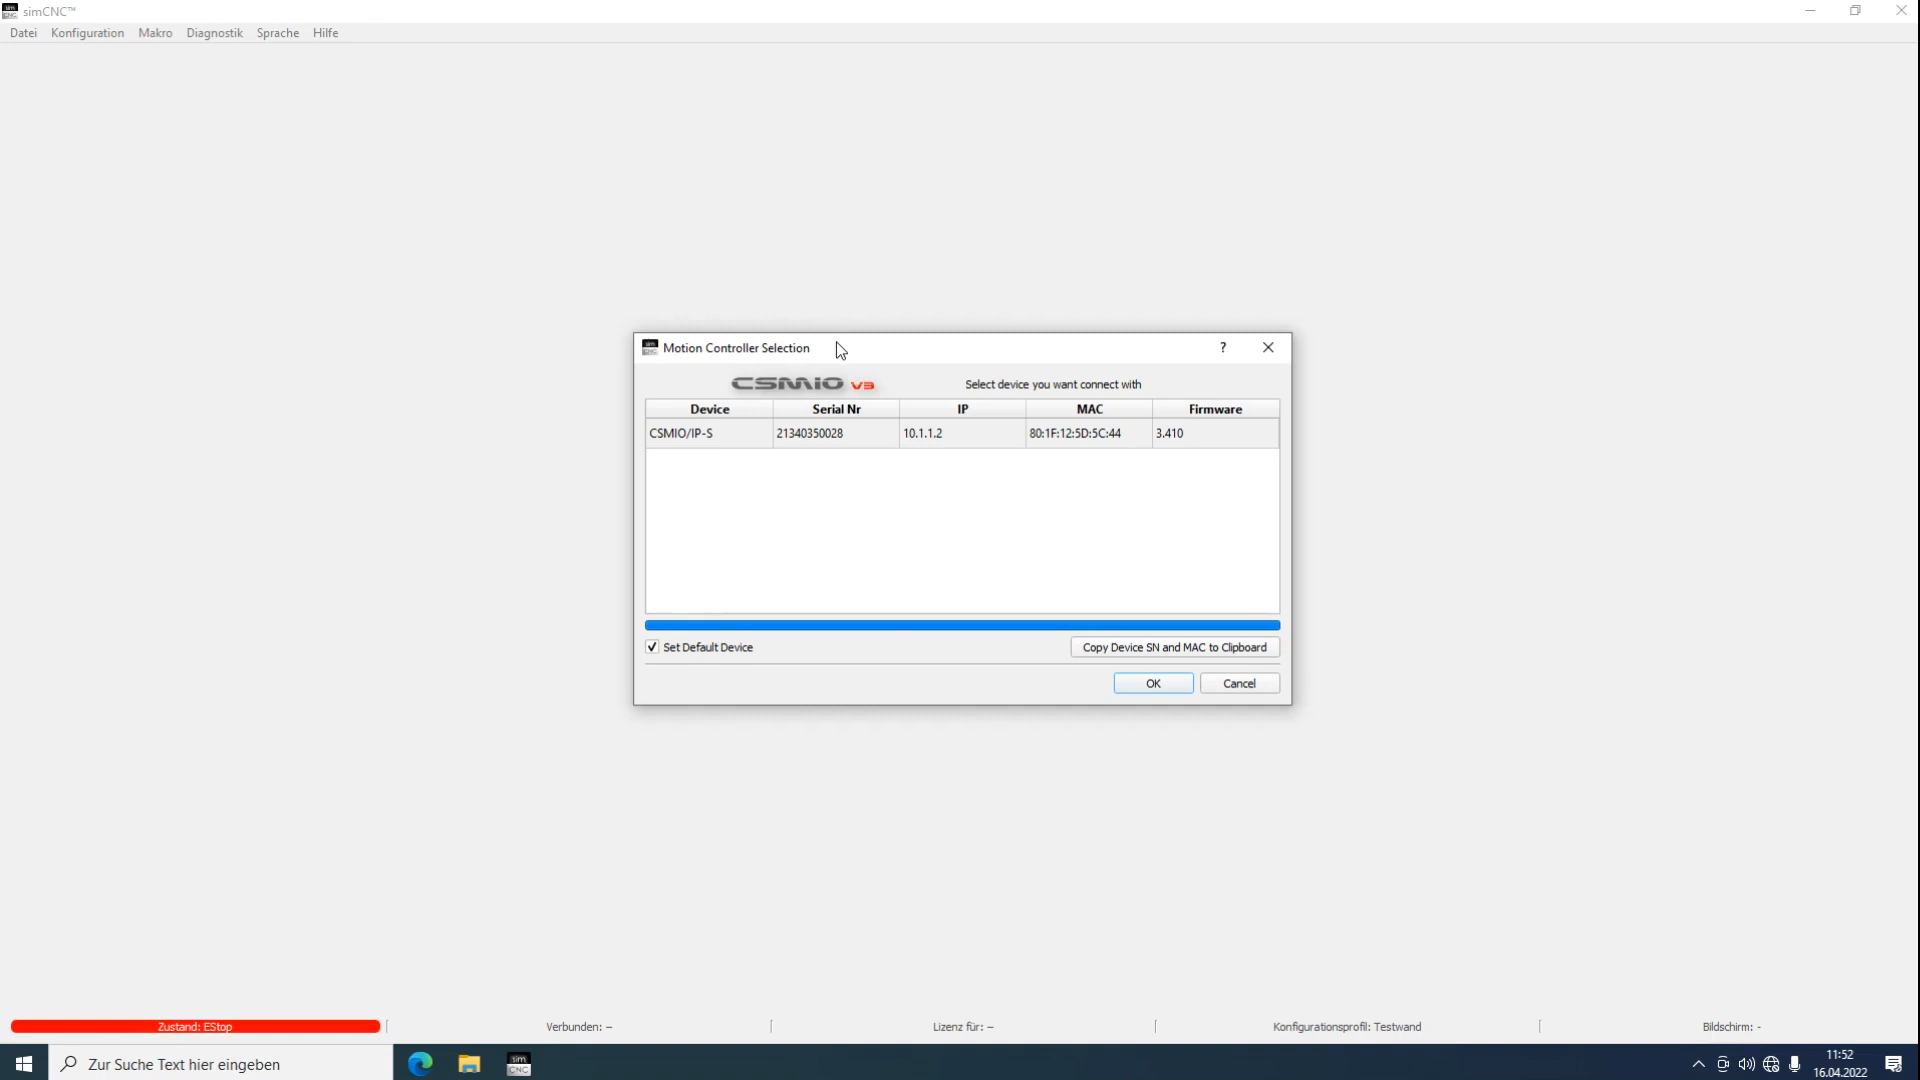 simCNC™
Datei Konfiguration Makro Diagnostik Sprache Hilfe
Motion Controller Selection
CSMIO V3 Select device you want connect with
Device Serial Nr IP MAC Firmware
CSMIO/IP-S 21340350028 10.1.1.2 80:1F:12:5D:5C:44 3.410
Set Default Device Copy Device SN and MAC to Clipboard
OK Cancel
Zustand: EStop Verbunden: – Lizenz für: – Konfigurationsprofil: Testwand Bildschirm: -
Zur Suche Text hier eingeben
sim CNC
11:52
16.04.2022